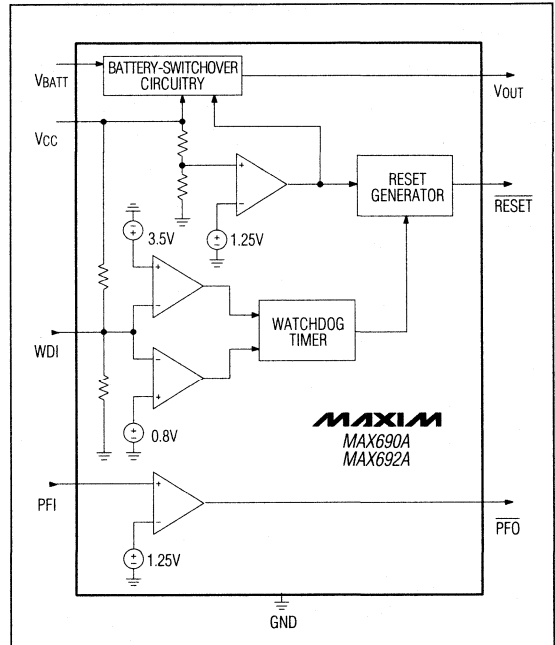 VBATT
BATTERY-SWITCHOVER
CIRCUITRY
VOUT
VCC
RESET
GENERATOR
RESET
3.5V
1.25V
WDI
WATCHDOG
TIMER
0.8V
MAXIM
MAX690A
MAX692A
PFI
PFO
1.25V
GND